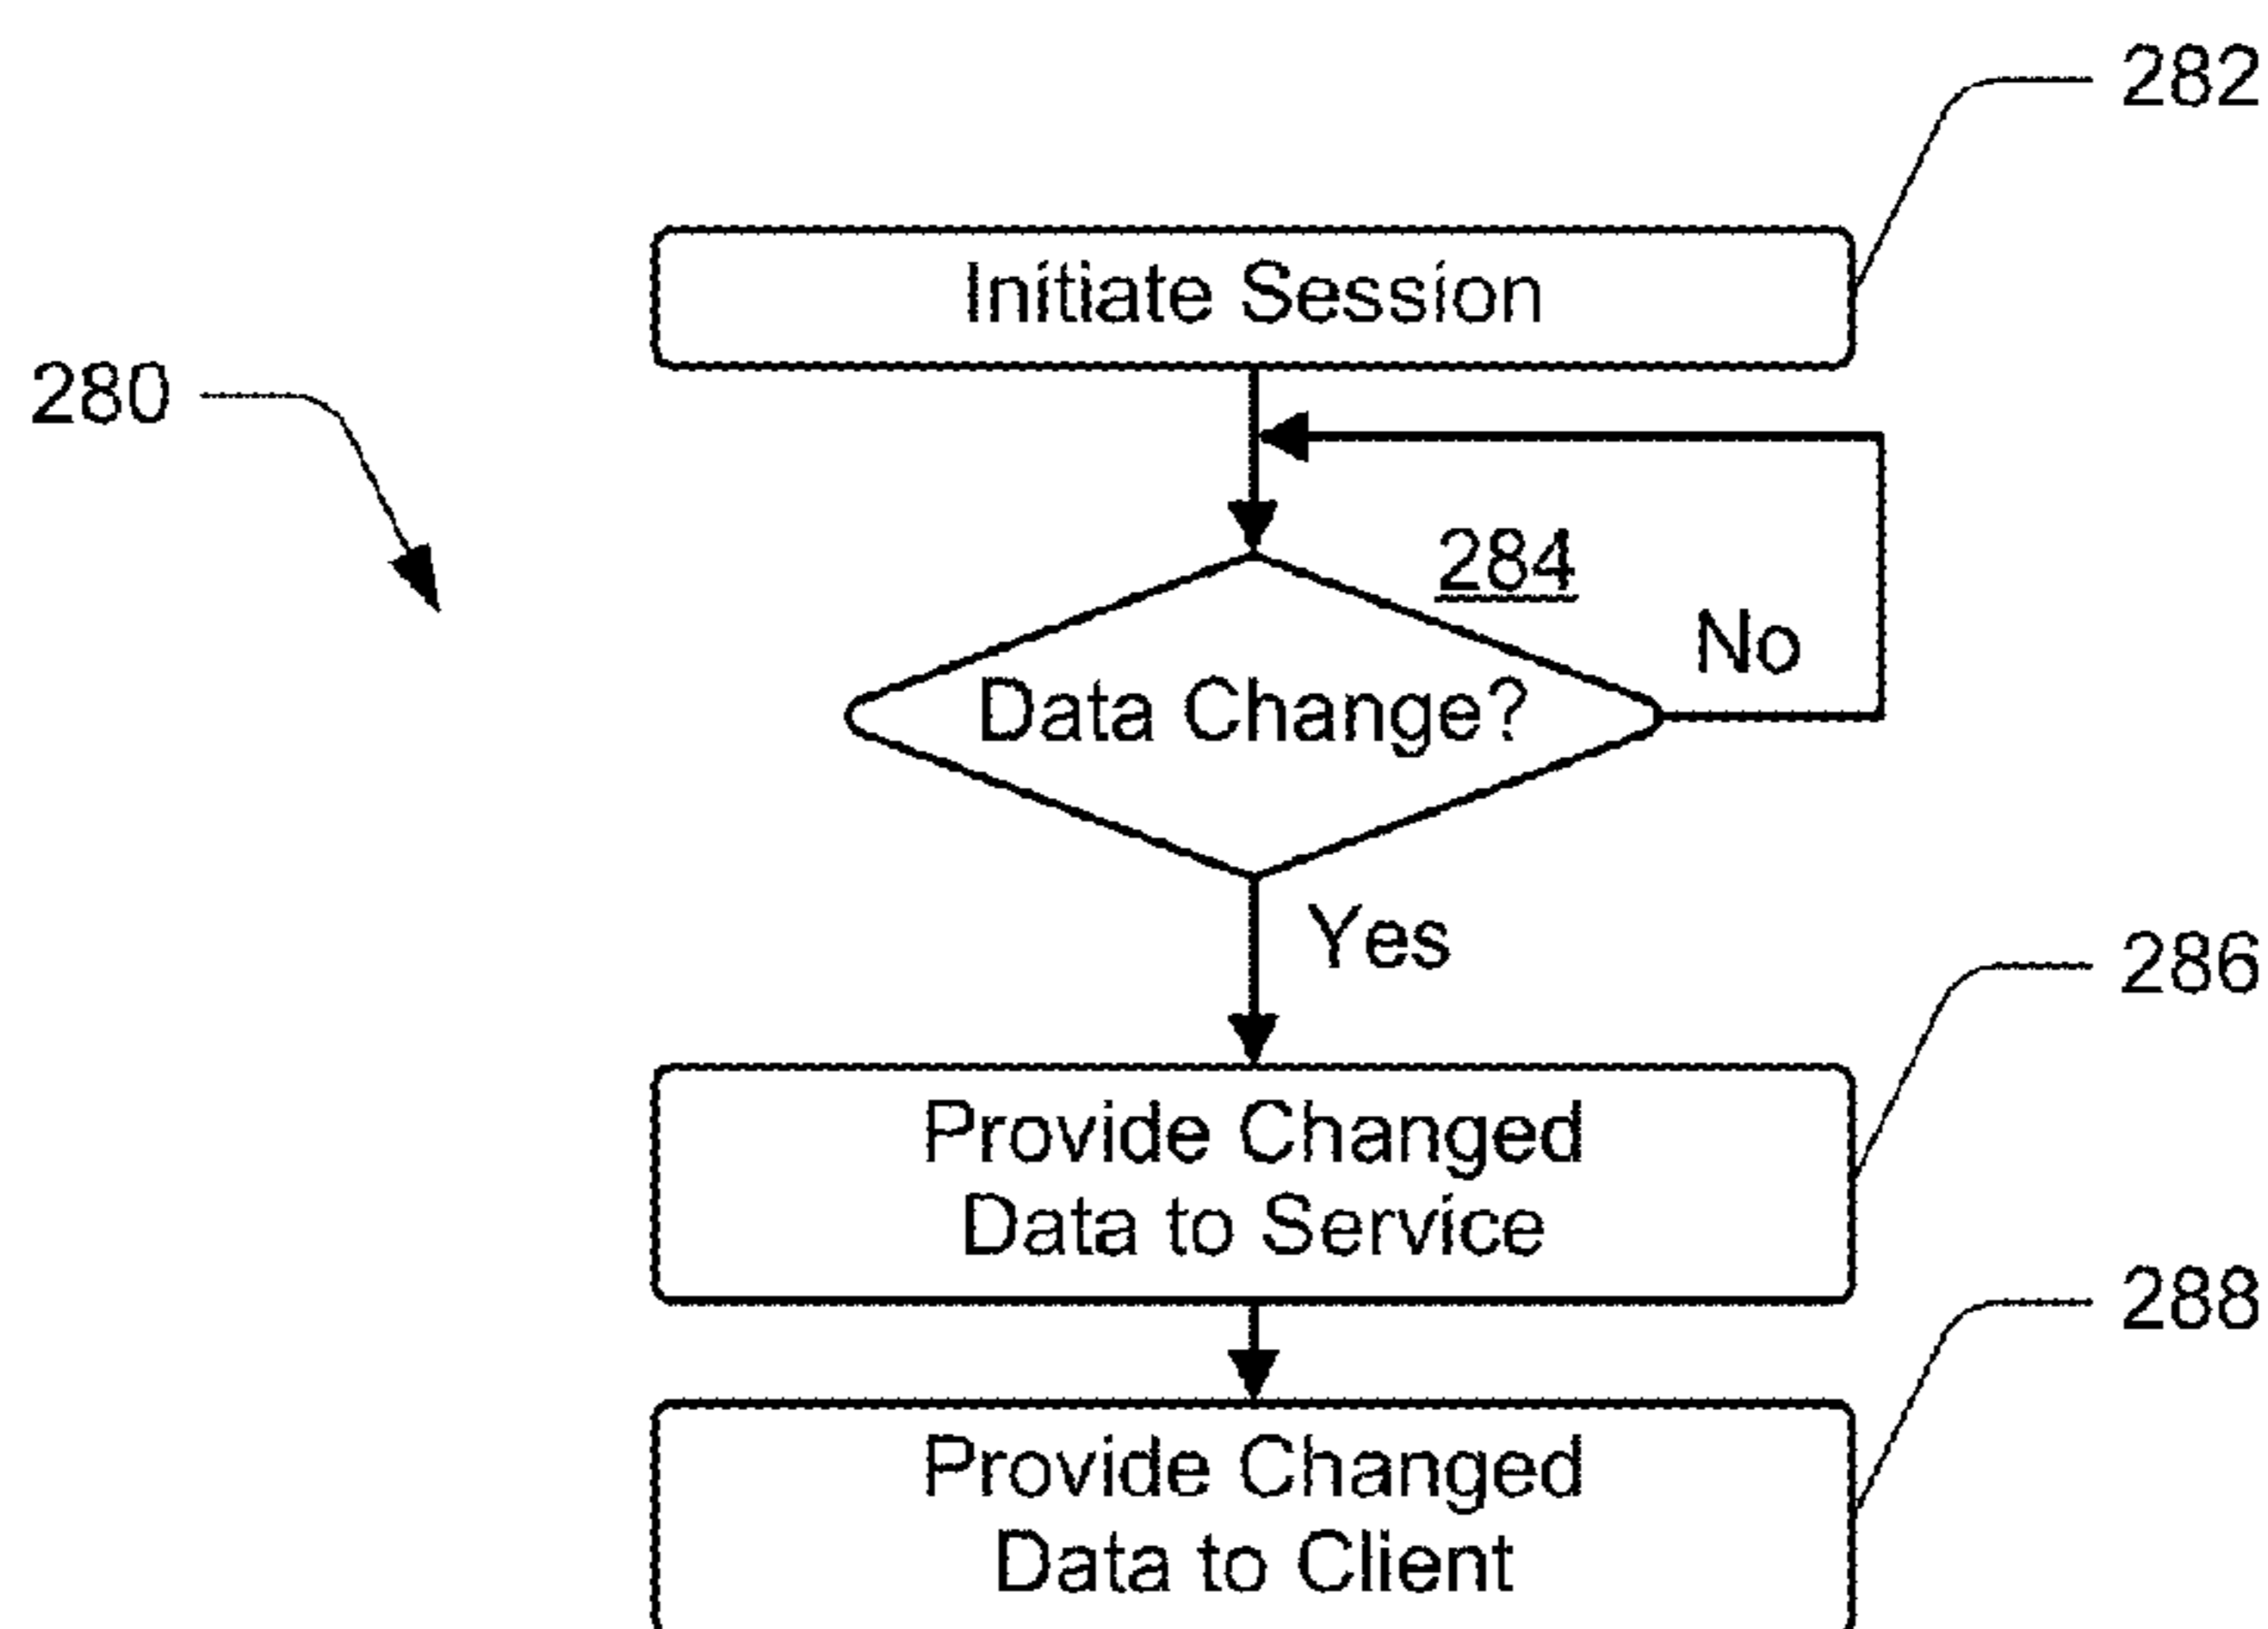 282
Initiate Session
280
284
No
Data Change?
Yes
286
Provide Changed
Data to Service
288
Provide Changed
Data to Client